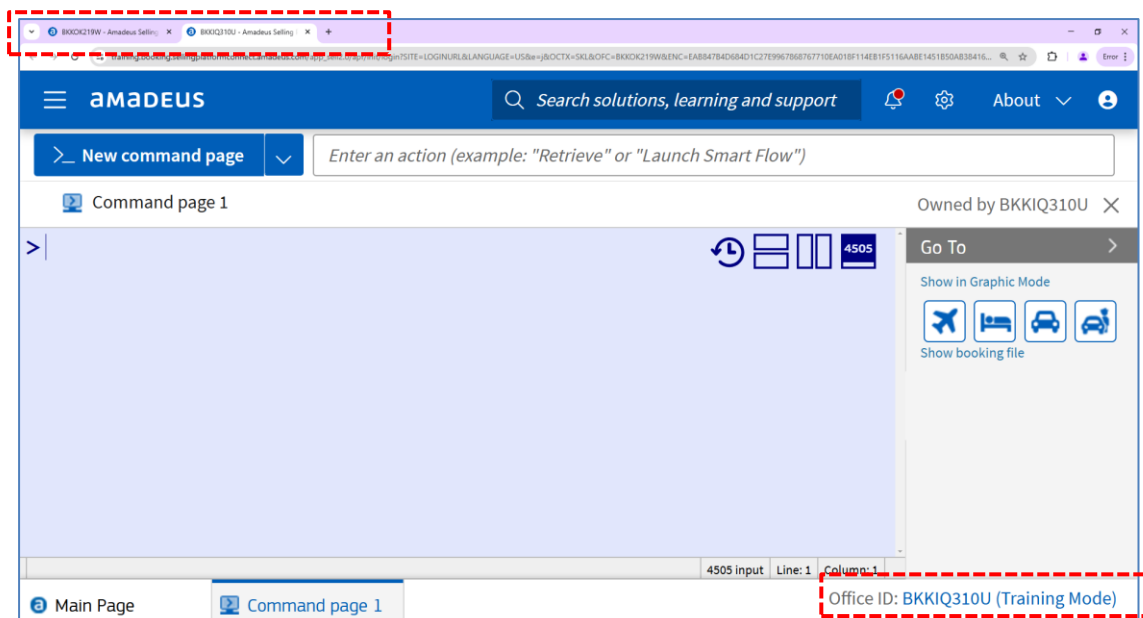 BKKOK219W - Amadeus Selling
BKKIQ310U - Amadeus Selling
Error
amadeus
Search solutions, learning and support
About
>_ New command page
Enter an action (example: "Retrieve" or "Launch Smart Flow")
Command page 1
Owned by BKKIQ310U
>
4505
Go To
Show in Graphic Mode
Show booking file
4505 input
Line: 1
Column: 1
Main Page
Command page 1
Office ID: BKKIQ310U (Training Mode)